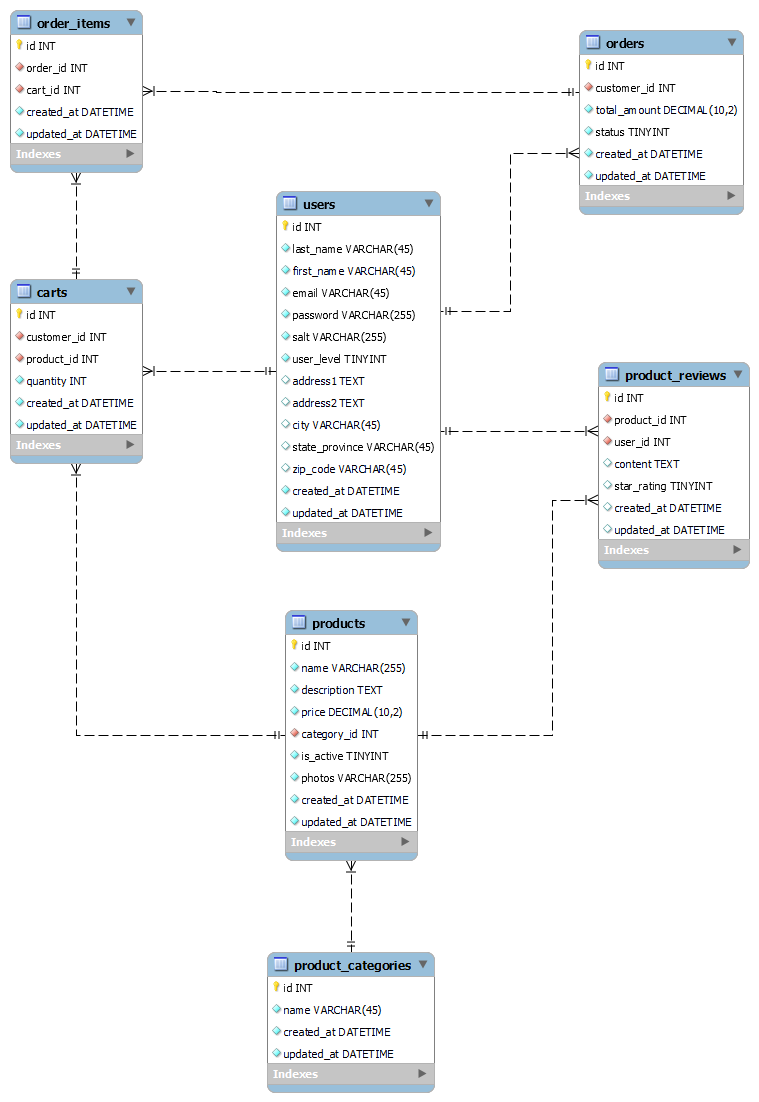 order_items
id INT
order_id INT
cart_id INT
created_at DATETIME
updated_at DATETIME
Indexes
orders
id INT
customer_id INT
total_amount DECIMAL(10,2)
status TINYINT
created_at DATETIME
updated_at DATETIME
Indexes
users
id INT
last_name VARCHAR(45)
first_name VARCHAR(45)
email VARCHAR(45)
password VARCHAR(255)
salt VARCHAR(255)
user_level TINYINT
address1 TEXT
address2 TEXT
city VARCHAR(45)
state_province VARCHAR(45)
zip_code VARCHAR(45)
created_at DATETIME
updated_at DATETIME
Indexes
carts
id INT
customer_id INT
product_id INT
quantity INT
created_at DATETIME
updated_at DATETIME
Indexes
product_reviews
id INT
product_id INT
user_id INT
content TEXT
star_rating TINYINT
created_at DATETIME
updated_at DATETIME
Indexes
products
id INT
name VARCHAR(255)
description TEXT
price DECIMAL(10,2)
category_id INT
is_active TINYINT
photos VARCHAR(255)
created_at DATETIME
updated_at DATETIME
Indexes
product_categories
id INT
name VARCHAR(45)
created_at DATETIME
updated_at DATETIME
Indexes